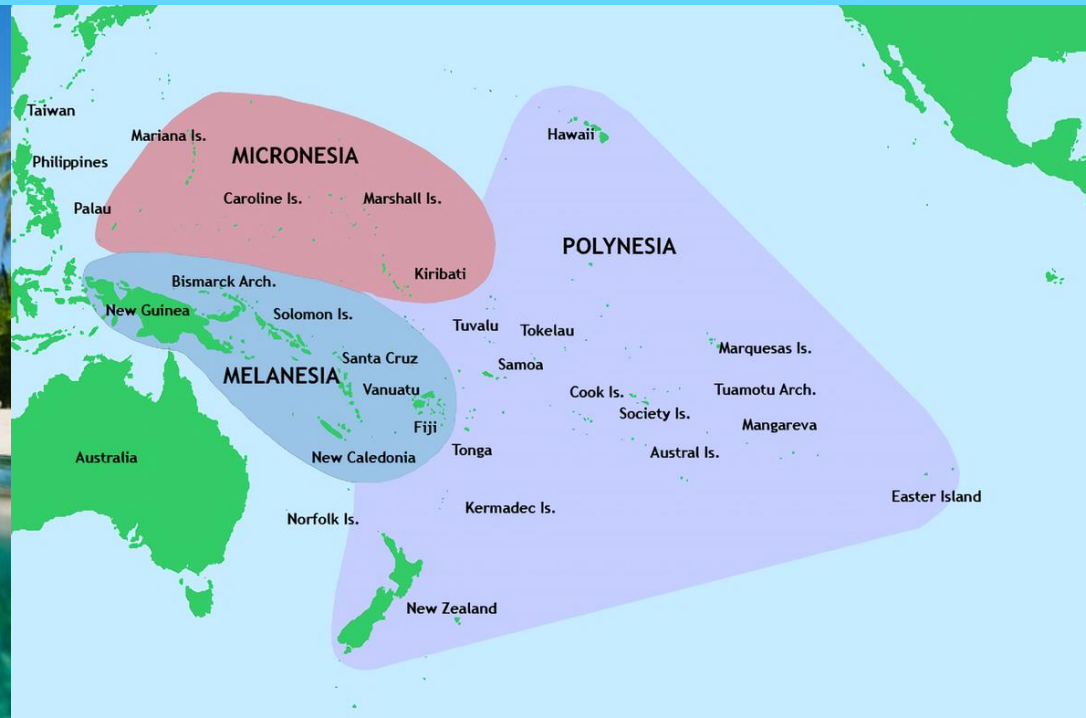 Taiwan
Mariana Is.
Hawaii
Philippines
MICRONESIA
Palau
Caroline Is.
Marshall Is.
POLYNESIA
Kiribati
Bismarck Arch.
New Guinea
Solomon Is.
Tuvalu
Tokelau
Santa Cruz
Samoa
Marquesas Is.
MELANESIA
Vanuatu
Cook Is.
Tuamotu Arch.
Society Is.
Fiji
Mangareva
Tonga
Austral Is.
Australia
New Caledonia
Easter Island
Norfolk Is.
Kermadec Is.
New Zealand